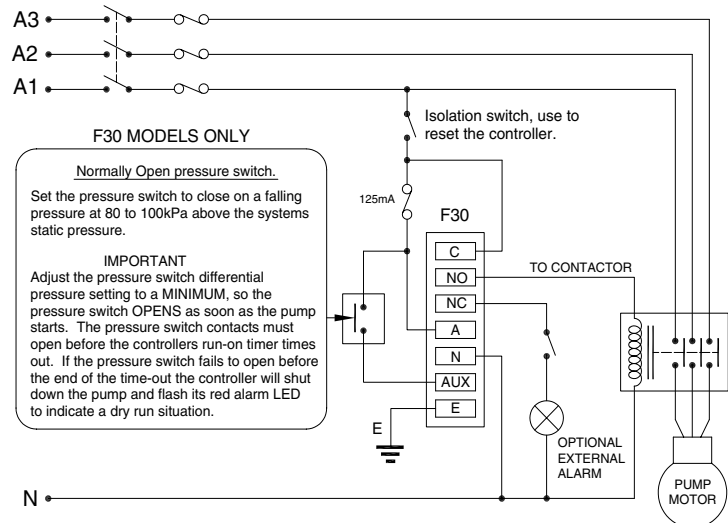 A3
A2
A1
F30 MODELS ONLY
Normally Open pressure switch.
Set the pressure switch to close on a falling
pressure at 80 to 100kPa above the systems
static pressure.
IMPORTANT
Adjust the pressure switch differential
pressure setting to a MINIMUM, so the
pressure switch OPENS as soon as the pump
starts. The pressure switch contacts must
open before the controllers run-on timer times
out. If the pressure switch fails to open before
the end of the time-out the controller will shut
down the pump and flash its red alarm LED
to indicate a dry run situation.
Isolation switch, use to
reset the controller.
125mA
F30
C
NO
NC
A
N
AUX
E
E
TO CONTACTOR
OPTIONAL
EXTERNAL
ALARM
PUMP
MOTOR
N